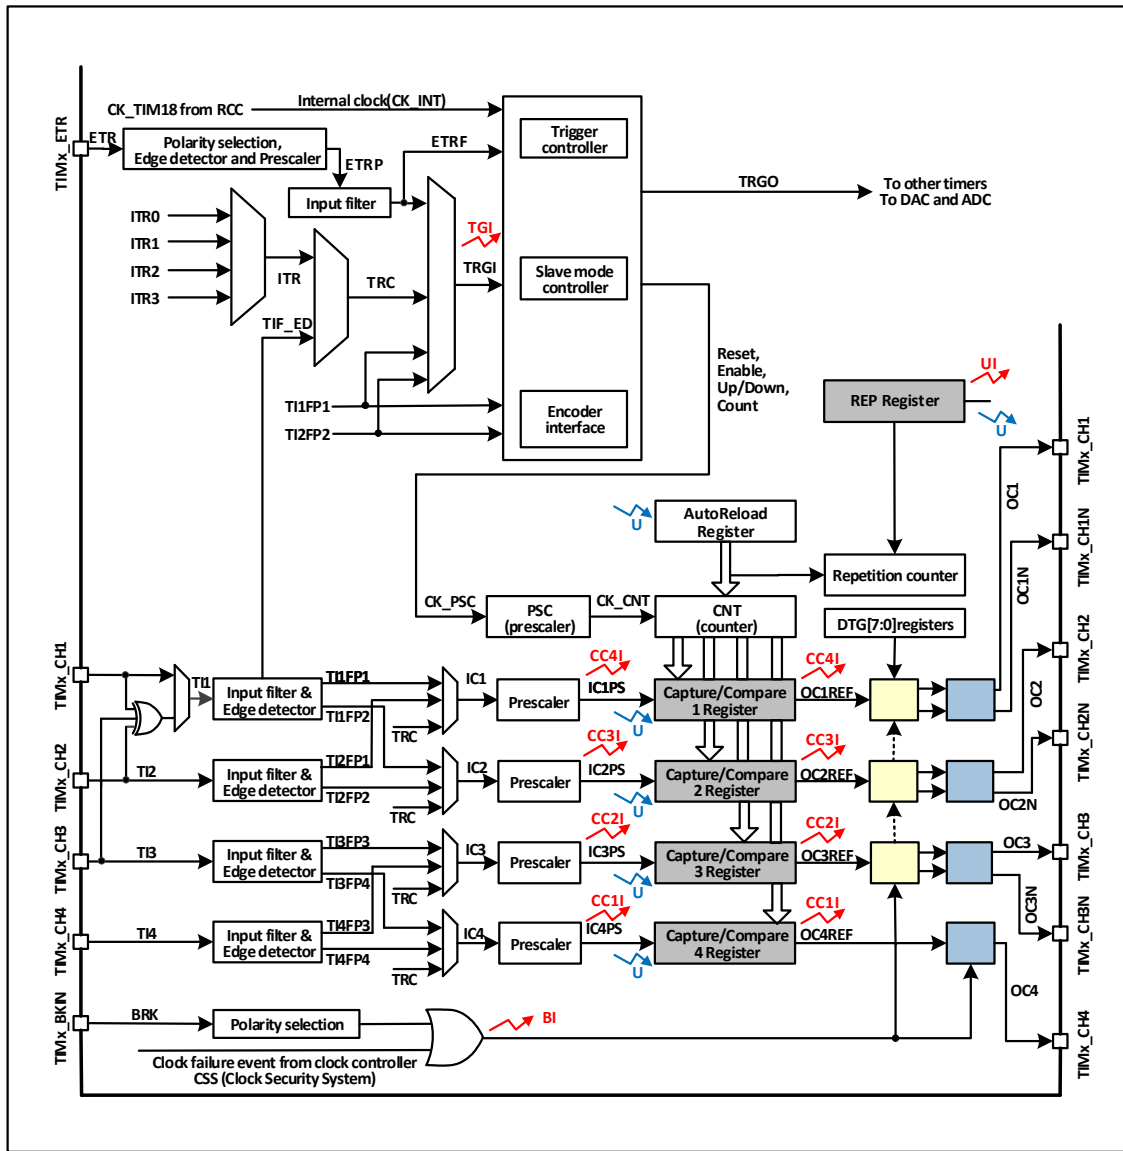 TIMx_ETR
CK_TIM18 from RCC
Internal clock(CK_INT)
ETR
Polarity selection,
Edge detector and Prescaler
ETRP
ETRF
Input filter
Trigger
controller
TRGO
To other timers
To DAC and ADC
ITR0
ITR1
ITR2
ITR3
ITR
TRC
TGI
TRGI
Slave mode
controller
TIF_ED
Reset,
Enable,
Up/Down,
Count
TI1FP1
TI2FP2
Encoder
interface
UI
REP Register
U
TIMx_CH1
OC1
U
AutoReload
Register
TIMx_CH1N
OC1N
Repetition counter
CK_PSC
PSC
(prescaler)
CK_CNT
CNT
(counter)
DTG[7:0]registers
TIMx_CH1
TI1
Input filter &
Edge detector
TI1FP1
TI1FP2
TRC
IC1
Prescaler
CC4I
IC1PS
U
Capture/Compare
1 Register
CC4I
OC1REF
TIMx_CH2
OC2
TIMx_CH2
TI2
Input filter &
Edge detector
TI2FP1
TI2FP2
TRC
IC2
Prescaler
CC3I
IC2PS
U
Capture/Compare
2 Register
CC3I
OC2REF
TIMx_CH2N
OC2N
TIMx_CH3
TI3
Input filter &
Edge detector
TI3FP3
TI3FP4
TRC
IC3
Prescaler
CC2I
IC3PS
U
Capture/Compare
3 Register
CC2I
OC3REF
OC3
TIMx_CH3
OC3N
TIMx_CH3N
TIMx_CH4
TI4
Input filter &
Edge detector
TI4FP3
TI4FP4
TRC
IC4
Prescaler
CC1I
IC4PS
U
Capture/Compare
4 Register
CC1I
OC4REF
OC4
TIMx_CH4
TIMx_BKIN
BRK
Polarity selection
BI
Clock failure event from clock controller
CSS (Clock Security System)